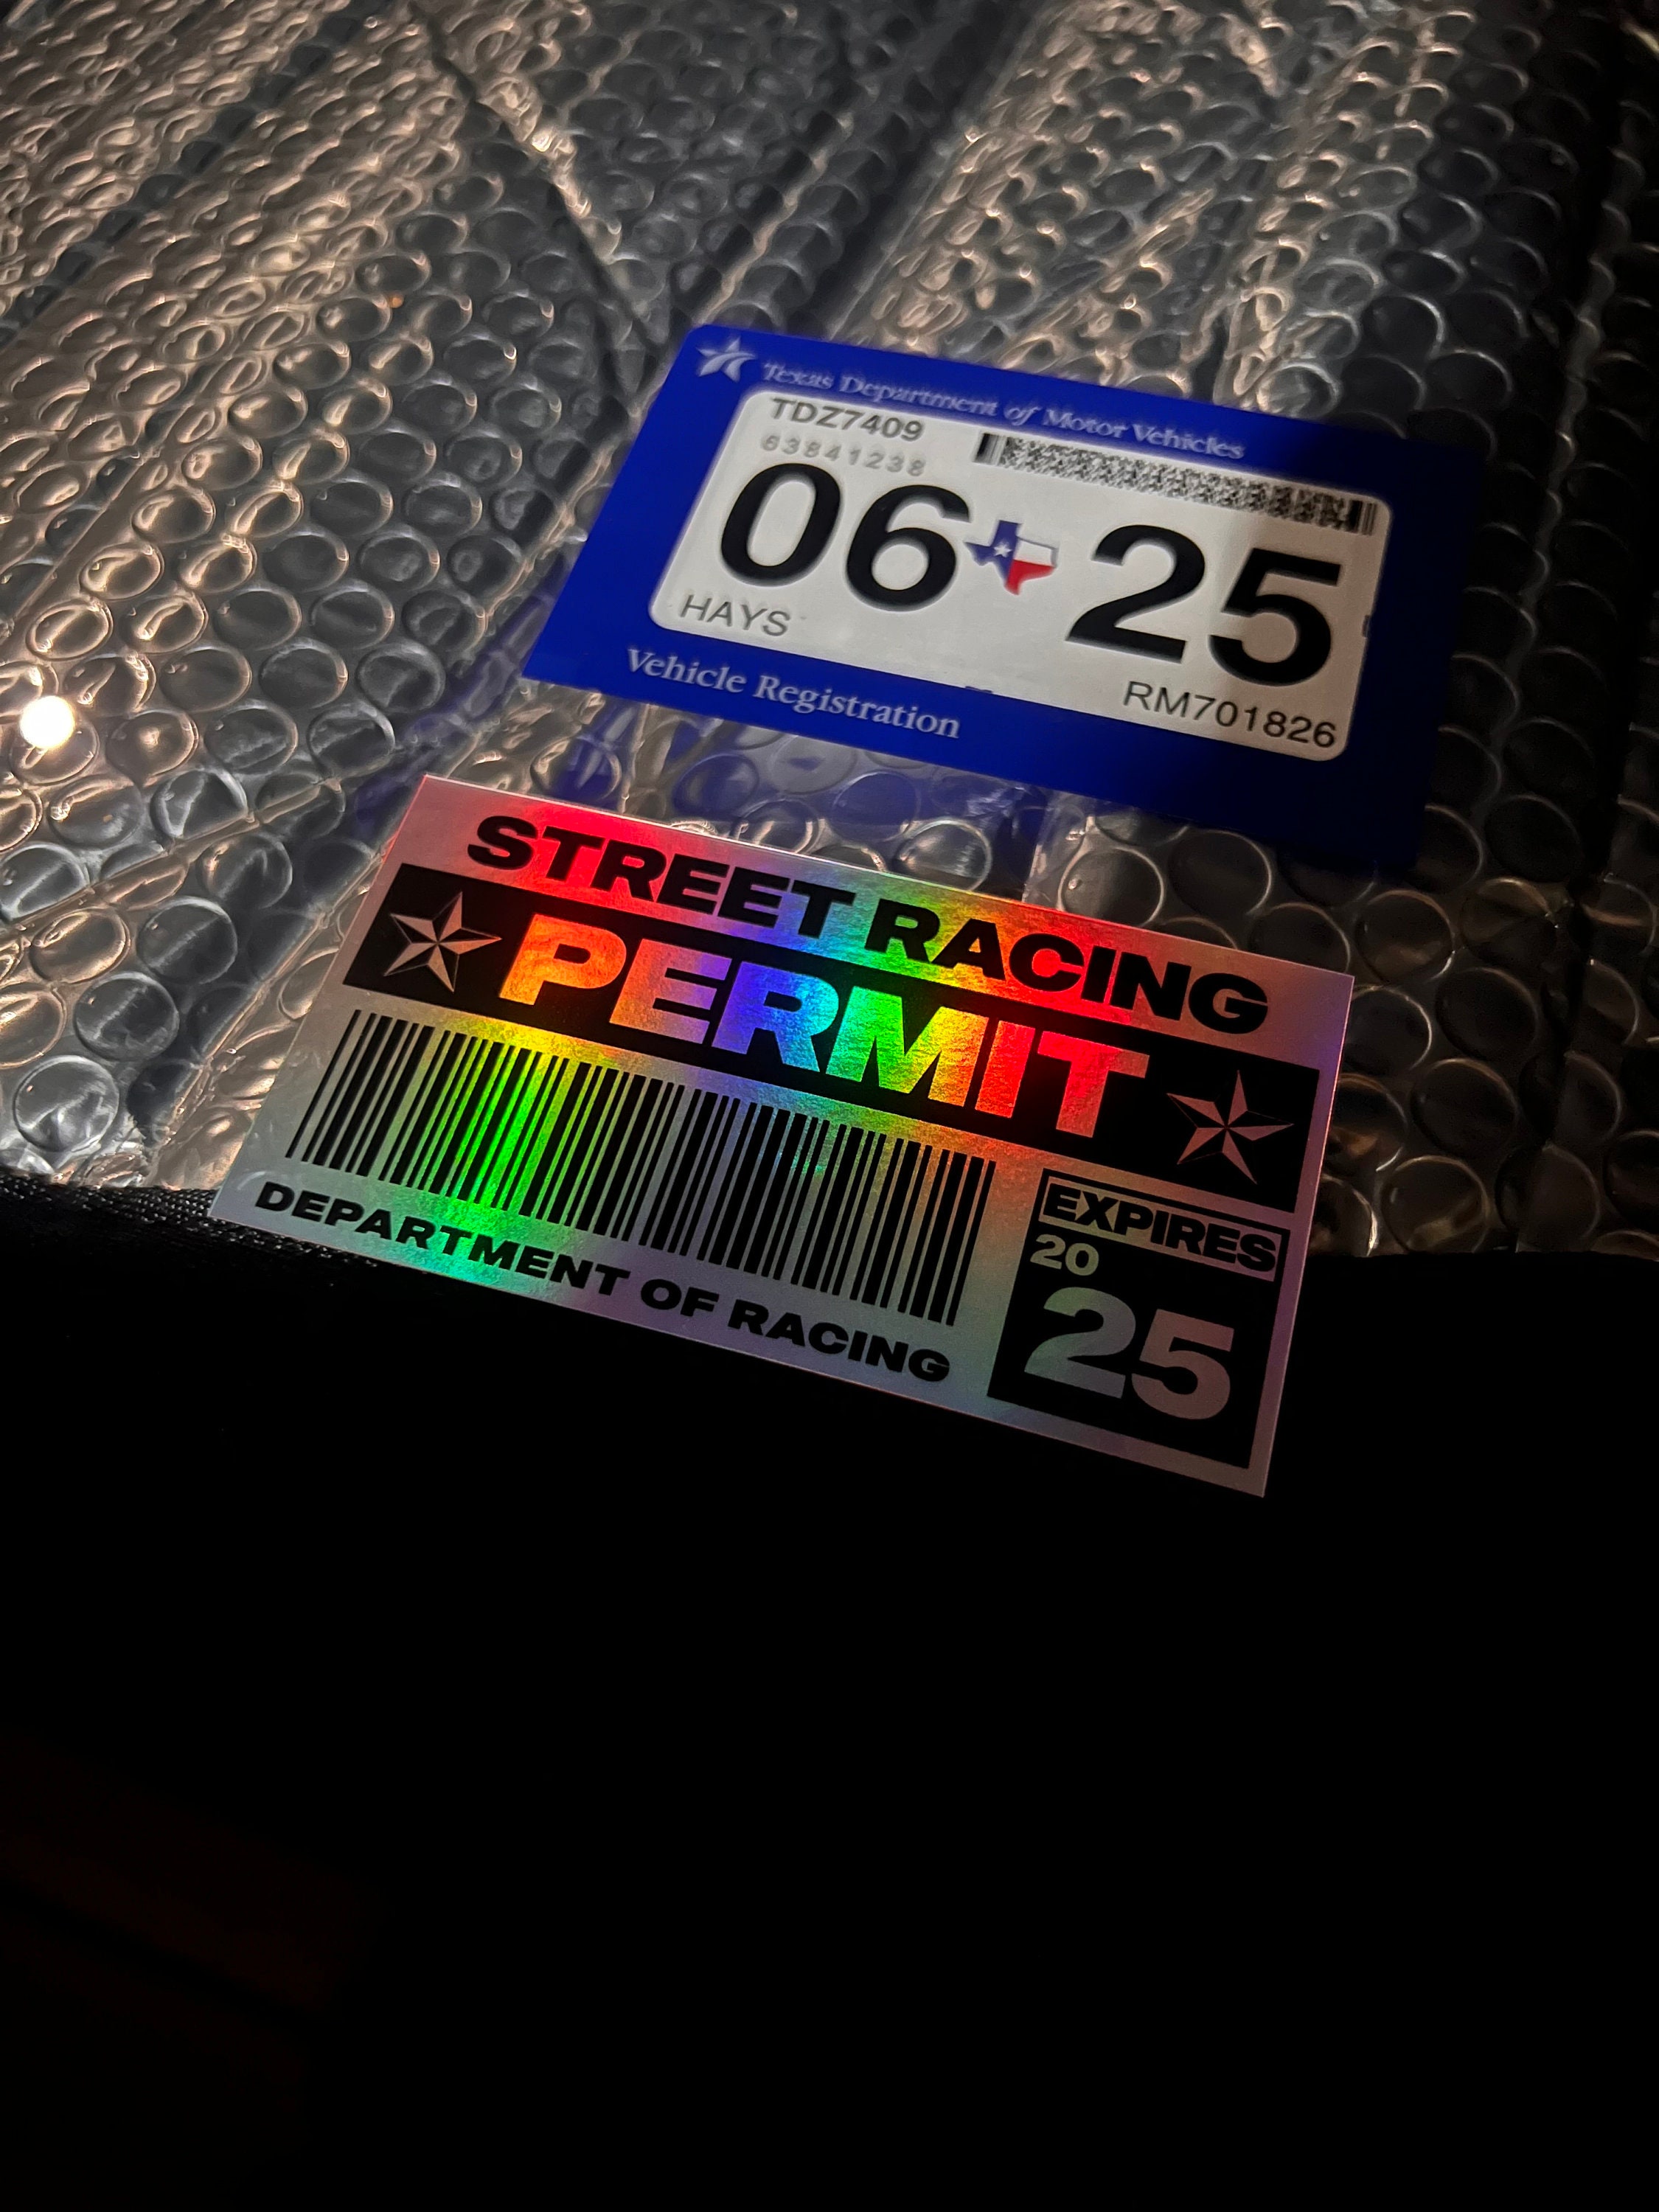 Texas Department of Motor Vehicles
TDZ7409
63841238
06 25
HAYS
RM701826
Vehicle Registration
STREET RACING
PERMIT
DEPARTMENT OF RACING
EXPIRES
20
25